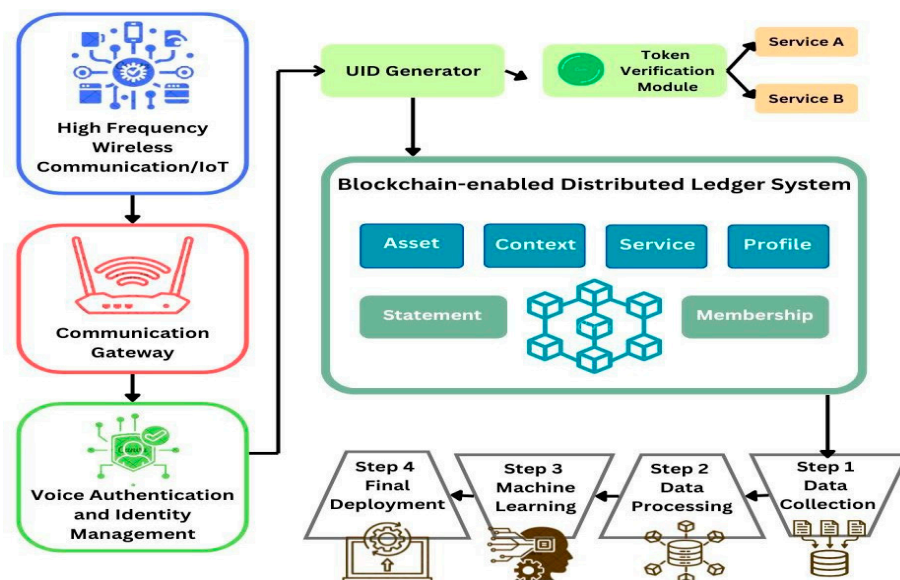 High Frequency
Wireless
Communication/IoT
Communication
Gateway
Voice Authentication
and Identity
Management
UID Generator
Token
Verification
Module
Service A
Service B
Blockchain-enabled Distributed Ledger System
Asset
Context
Service
Profile
Statement
Membership
Step 4
Final
Deployment
Step 3
Machine
Learning
Step 2
Data
Processing
Step 1
Data
Collection